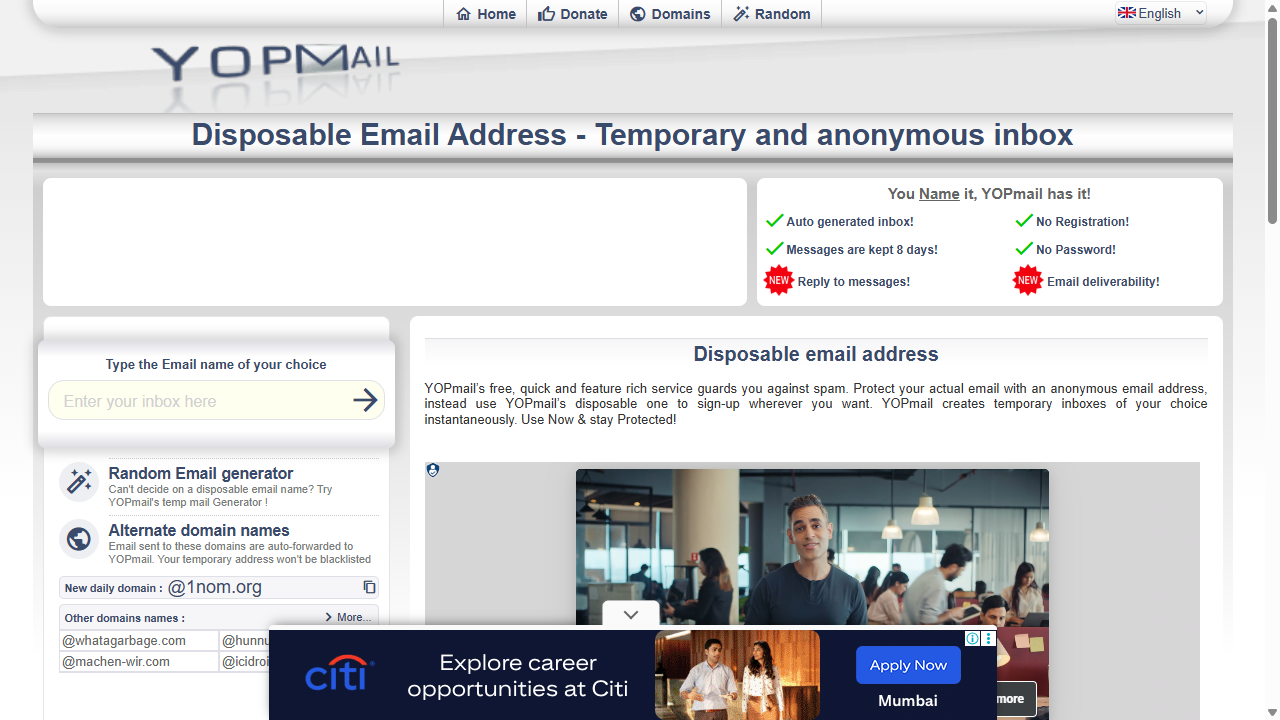 Home
Donate
Domains
Random
English
YOPMAIL
Disposable Email Address - Temporary and anonymous inbox
You Name it, YOPmail has it!
Auto generated inbox!
No Registration!
Messages are kept 8 days!
No Password!
NEW Reply to messages!
NEW Email deliverability!
Type the Email name of your choice
Enter your inbox here
Random Email generator
Can't decide on a disposable email name? Try
YOPmail's temp mail Generator !
Alternate domain names
Email sent to these domains are auto-forwarded to
YOPmail. Your temporary address won't be blacklisted
New daily domain : @1nom.org
Other domains names :
More...
@whatagarbage.com
@machen-wir.com
Disposable email address
YOPmail's free, quick and feature rich service guards you against spam. Protect your actual email with an anonymous email address,
instead use YOPmail's disposable one to sign-up wherever you want. YOPmail creates temporary inboxes of your choice
instantaneously. Use Now & stay Protected!
citi
Explore career
opportunities at Citi
Apply Now
Mumbai
more